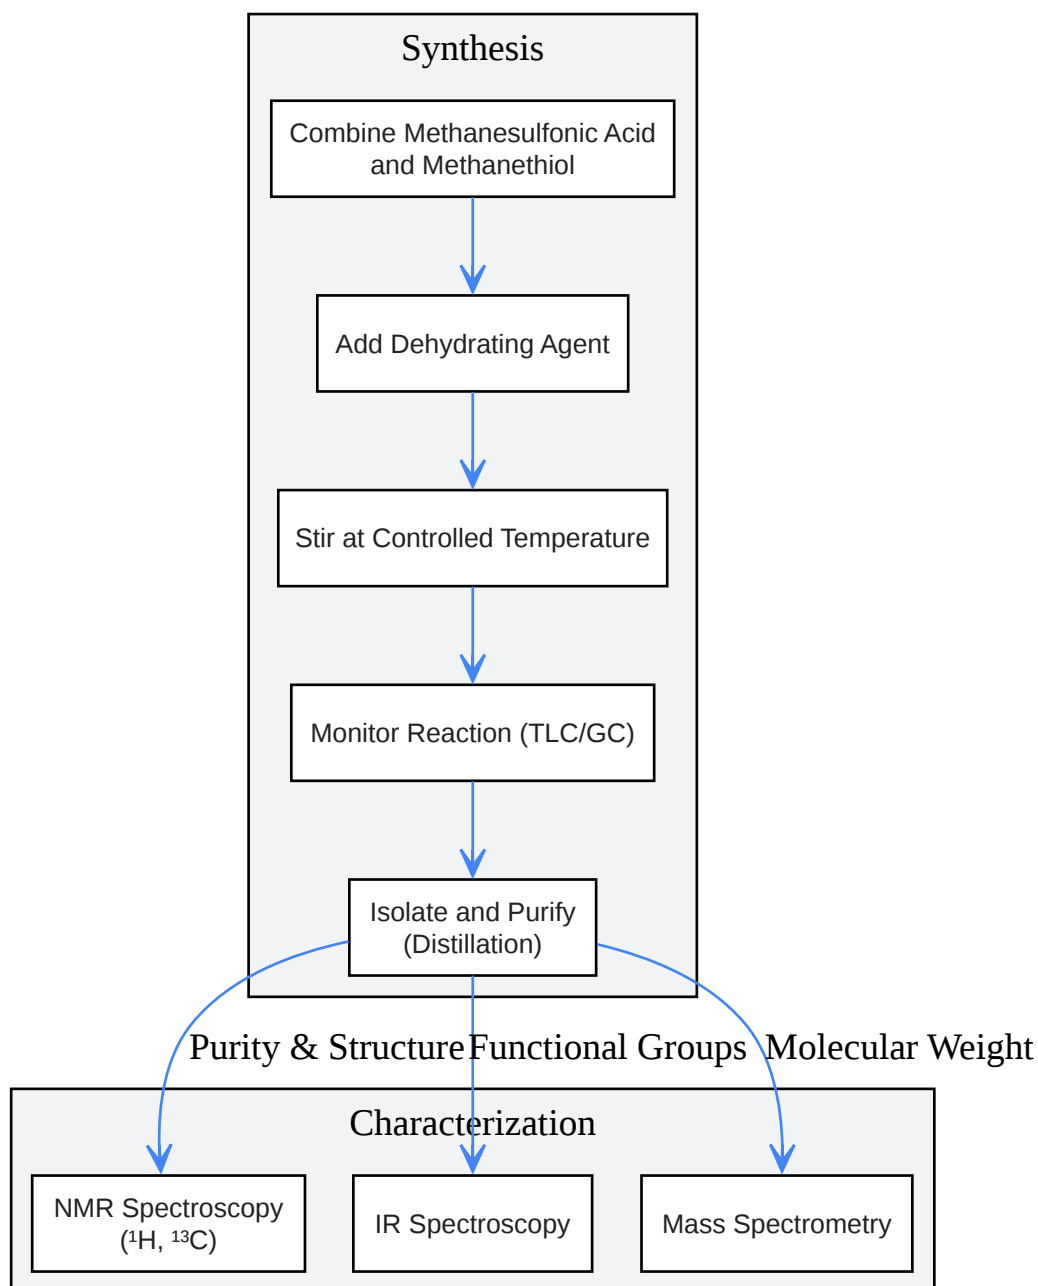 Synthesis
Combine Methanesulfonic Acid
and Methanethiol
Add Dehydrating Agent
Stir at Controlled Temperature
Monitor Reaction (TLC/GC)
Isolate and Purify
(Distillation)
Purity & Structure
Functional Groups
Molecular Weight
Characterization
NMR Spectroscopy
(¹H, ¹³C)
IR Spectroscopy
Mass Spectrometry